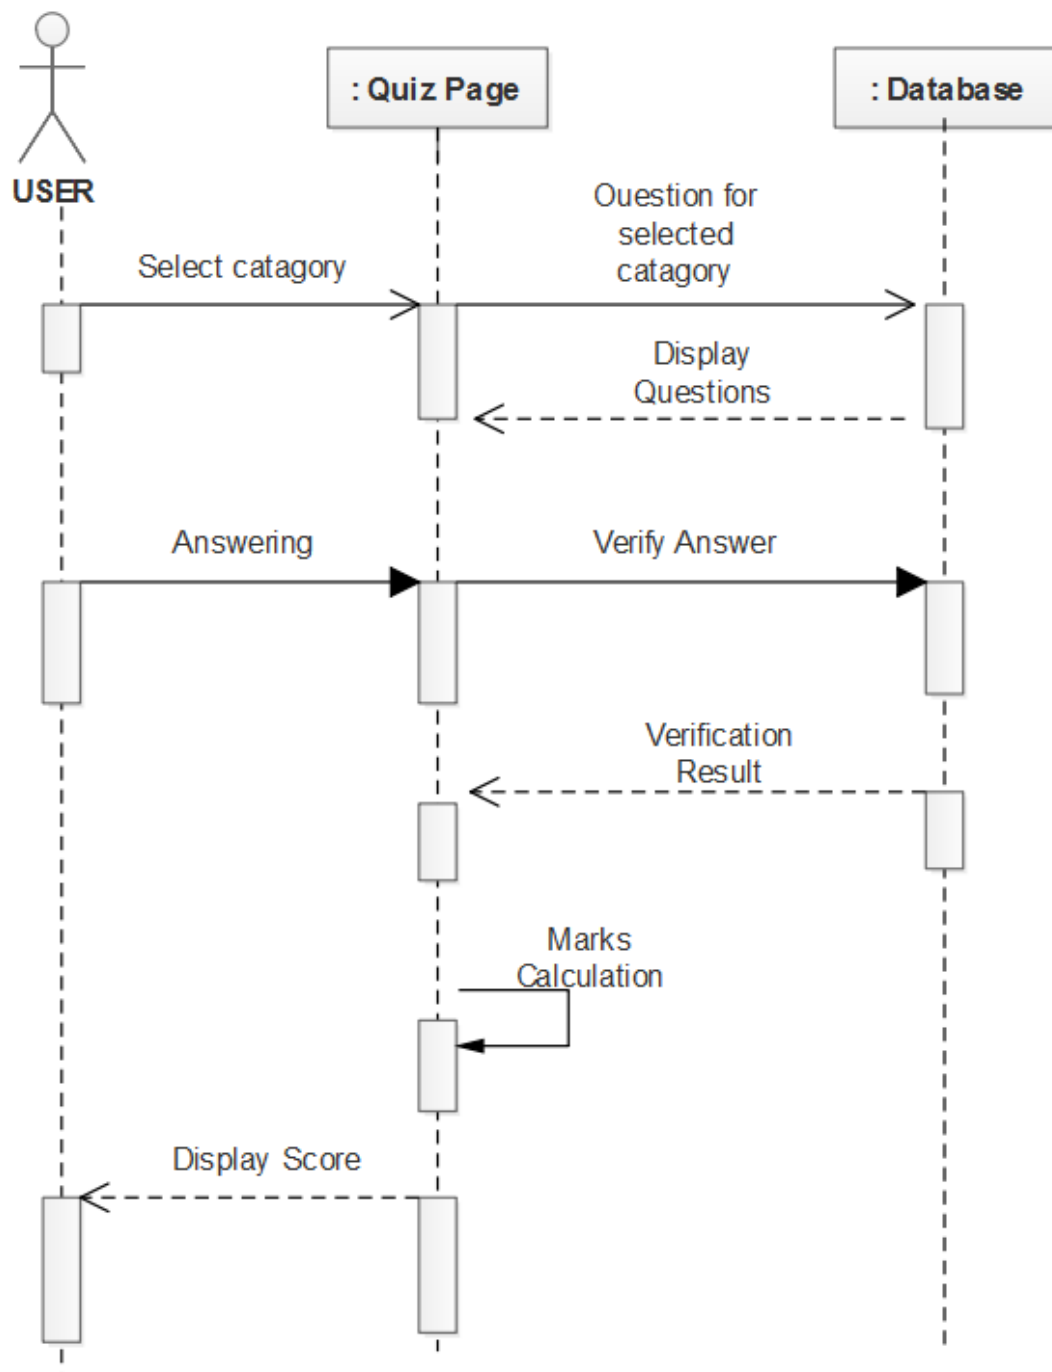 : Quiz Page
: Database
USER
Ouestion for
selected
catagory
Select catagory
Display
Questions
Answering
Verify Answer
Verification
Result
Marks
Calculation
Display Score